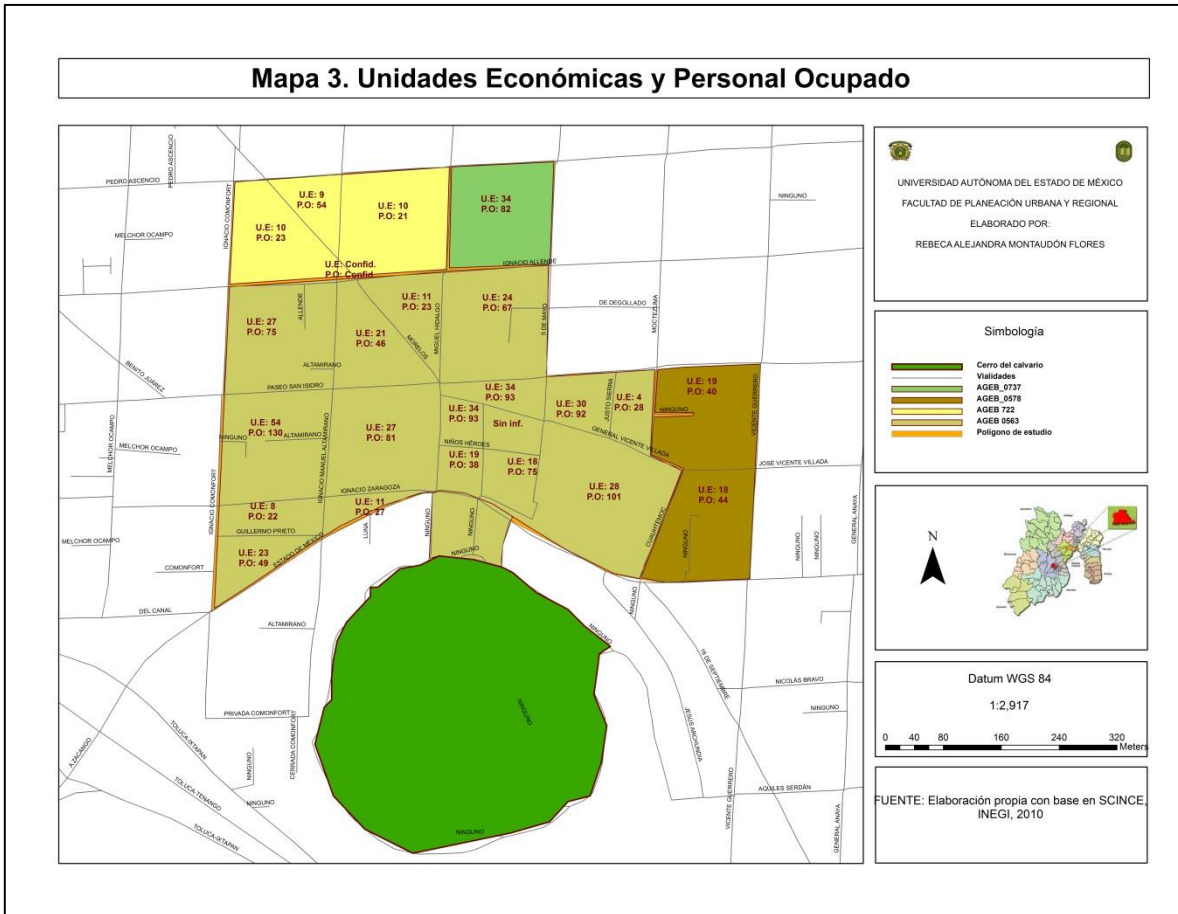 Mapa 3. Unidades Económicas y Personal Ocupado
PEDRO ASCENCIO
PEDRO ASCENCIO
IGNACIO COMONFORT
MELCHOR OCAMPO
U.E: 9
P.O: 54
U.E: 10
P.O: 23
U.E: 10
P.O: 21
U.E: 34
P.O: 82
NINGUNO
U.E: Confid.
P.O: Confid.
IGNACIO ALLENDE
ALLENDE
U.E: 27
P.O: 75
U.E: 11
P.O: 23
U.E: 24
P.O: 67
U.E: 21
P.O: 46
MORELOS
MIGUEL HIDALGO
5 DE MAYO
DE DEGOLLADO
MOCTEZUMA
BENITO JUÁREZ
ALTAMIRANO
PASEO SAN ISIDRO
U.E: 34
P.O: 93
U.E: 34
P.O: 93
Sin inf.
U.E: 30
P.O: 92
JUSTO SIERRA
U.E: 4
P.O: 28
U.E: 19
P.O: 40
NINGUNO
VICENTE GUERRERO
MELCHOR OCAMPO
MELCHOR OCAMPO
U.E: 54
P.O: 130
NINGUNO
ALTAMIRANO
IGNACIO MANUEL ALTAMIRANO
U.E: 27
P.O: 81
NIÑOS HÉROES
GENERAL VICENTE VILLADA
U.E: 19
P.O: 38
U.E: 18
P.O: 75
JOSÉ VICENTE VILLADA
U.E: 28
P.O: 101
U.E: 18
P.O: 44
IGNACIO COMONFORT
IGNACIO ZARAGOZA
U.E: 8
P.O: 22
U.E: 11
P.O: 27
GUILLERMO PRIETO
LUNA
NINGUNO
NINGUNO
CUAUHTEMOC
NINGUNO
NINGUNO
NINGUNO
GENERAL ANAYA
MELCHOR OCAMPO
U.E: 23
P.O: 49
ESTADO DE MÉXICO
NINGUNO
COMONFORT
DEL CANAL
ALTAMIRANO
NINGUNO
NINGUNO
16 DE SEPTIEMBRE
NICOLÁS BRAVO
NINGUNO
NINGUNO
PRIVADA COMONFORT
CERRADA COMONFORT
NINGUNO
A ZACANGO
TOLUCA-IXTAPAN
TOLUCA-TENANGO
TOLUCA-IXTAPAN
NINGUNO
NINGUNO
JESUS ARCHUNDIA
AQUILES SERDÁN
VICENTE GUERRERO
GENERAL ANAYA
UNIVERSIDAD AUTÓNOMA DEL ESTADO DE MÉXICO
FACULTAD DE PLANEACIÓN URBANA Y REGIONAL
ELABORADO POR:
REBECA ALEJANDRA MONTAUDÓN FLORES
Simbología
Cerro del calvario
Vialidades
AGEB_0737
AGEB_0578
AGEB 722
AGEB 0563
Polígono de estudio
N
Datum WGS 84
1:2,917
0 40 80 160 240 320
Meters
FUENTE: Elaboración propia con base en SCINCE,
INEGI, 2010